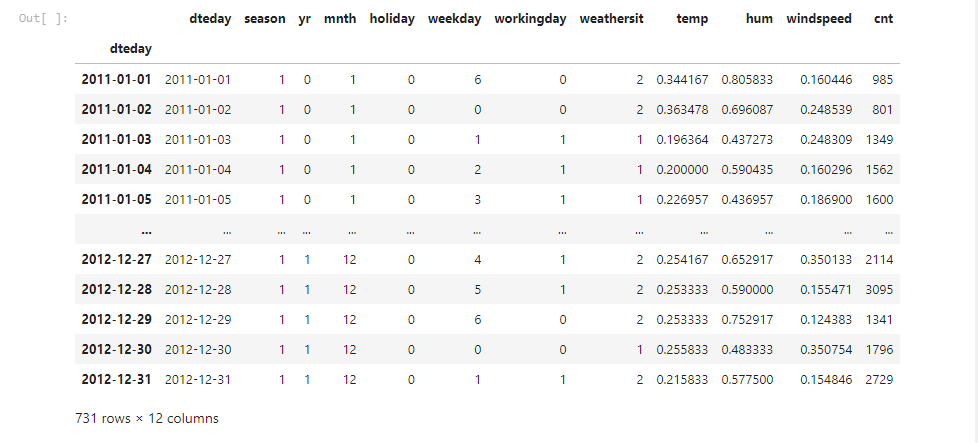 Out[ ]:
dteday season yr mnth holiday weekday workingday weathersit temp hum windspeed cnt
dteday
2011-01-01 2011-01-01 1 0 1 0 6 0 2 0.344167 0.805833 0.160446 985
2011-01-02 2011-01-02 1 0 1 0 0 0 2 0.363478 0.696087 0.248539 801
2011-01-03 2011-01-03 1 0 1 0 1 1 1 0.196364 0.437273 0.248309 1349
2011-01-04 2011-01-04 1 0 1 0 2 1 1 0.200000 0.590435 0.160296 1562
2011-01-05 2011-01-05 1 0 1 0 3 1 1 0.226957 0.436957 0.186900 1600
... ... ... ... ... ... ... ... ... ... ... ... ...
2012-12-27 2012-12-27 1 1 12 0 4 1 2 0.254167 0.652917 0.350133 2114
2012-12-28 2012-12-28 1 1 12 0 5 1 2 0.253333 0.590000 0.155471 3095
2012-12-29 2012-12-29 1 1 12 0 6 0 2 0.253333 0.752917 0.124383 1341
2012-12-30 2012-12-30 1 1 12 0 0 0 1 0.255833 0.483333 0.350754 1796
2012-12-31 2012-12-31 1 1 12 0 1 1 2 0.215833 0.577500 0.154846 2729
731 rows × 12 columns